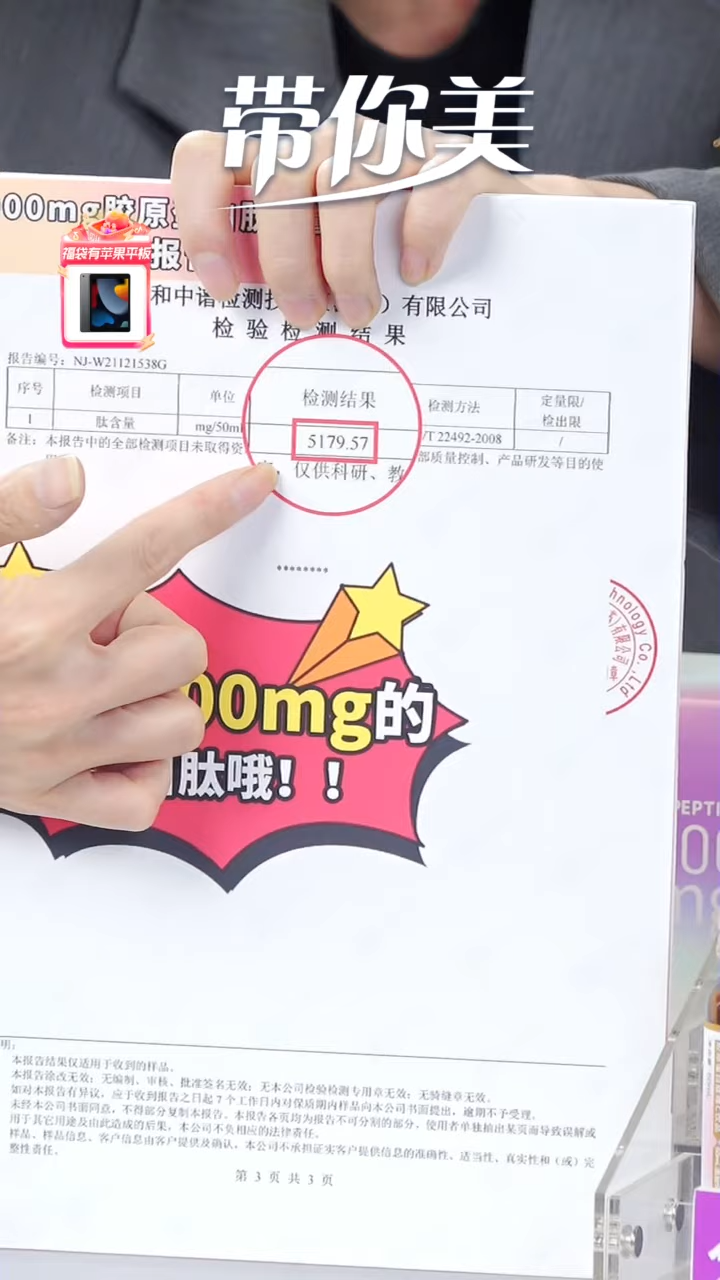 带你美
00mg胶原
福袋有苹果平板
报
和中谱检测技
）有限公司
检验检测结果
报告编号：NJ-W21121538G
序号 检测项目 单位 检测结果 检测方法 定量限/检出限
1 肽含量 mg/50ml 5179.57 /T 22492-2008 /
备注：本报告中的全部检测项目未取得资
部质量控制、产品研发等目的使
仅供科研、教
********
00mg的
肽哦！！
hnology Co.,Ltd
有限公司
章
PEPTI
00
mg
明：
本报告结果仅适用于收到的样品。
本报告涂改无效；无编制、审核、批准签名无效；无本公司检验检测专用章无效；无骑缝章无效。
如对本报告有异议，应于收到报告之日起 7 个工作日内对保质期内样品向本公司书面提出，逾期不予受理。
未经本公司书面同意，不得部分复制本报告。本报告各页均为报告不可分割的部分，使用者单独抽出某页而导致误解或
用于其它用途及由此造成的后果，本公司不负相应的法律责任。
样品、样品信息、客户信息由客户提供及确认，本公司不承担证实客户提供信息的准确性、适当性、真实性和（或）完
整性责任。
第 3 页 共 3 页